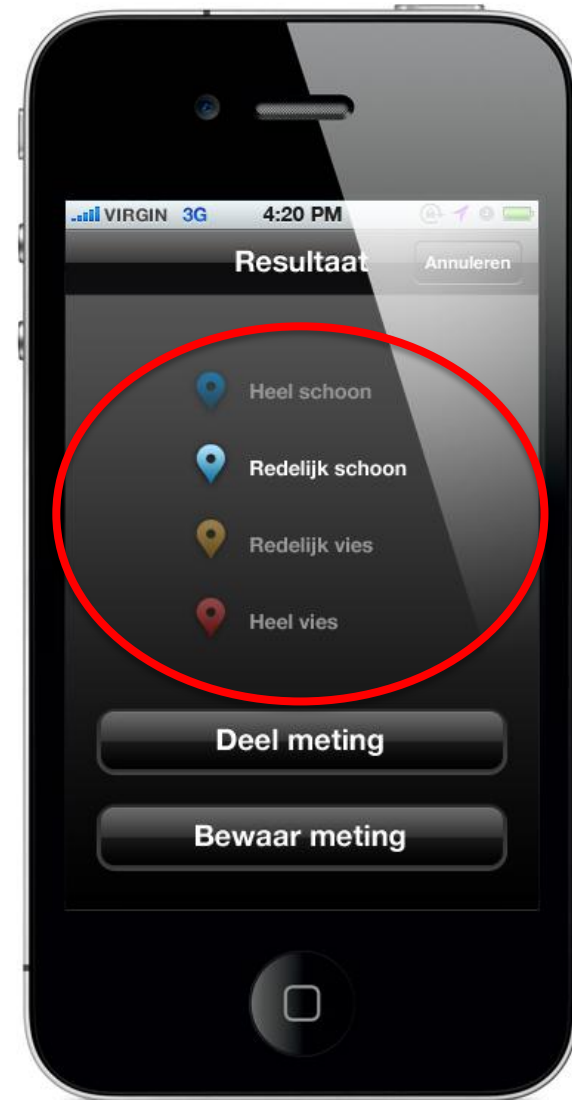 VIRGIN 3G 4:20 PM
Resultaat Annuleren
Heel schoon
Redelijk schoon
Redelijk vies
Heel vies
Deel meting
Bewaar meting